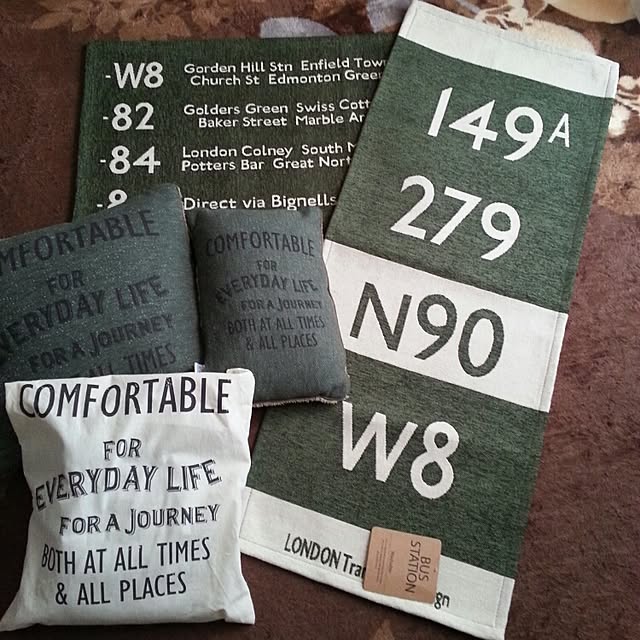 -W8 Gorden Hill Stn Enfield Town
Church St Edmonton Green
-82 Golders Green Swiss
Baker Street Marble
-84 London Colney South
Potters Bar Great
Direct via Bignells
149A
279
N90
W8
LONDON
BUS
STATION
COMFORTABLE
FOR
EVERYDAY LIFE
FOR A JOURNEY
ALL TIMES
COMFORTABLE
FOR
EVERYDAY LIFE
FOR A JOURNEY
BOTH AT ALL TIMES
& ALL PLACES
COMFORTABLE
FOR
EVERYDAY LIFE
FOR A JOURNEY
BOTH AT ALL TIMES
& ALL PLACES